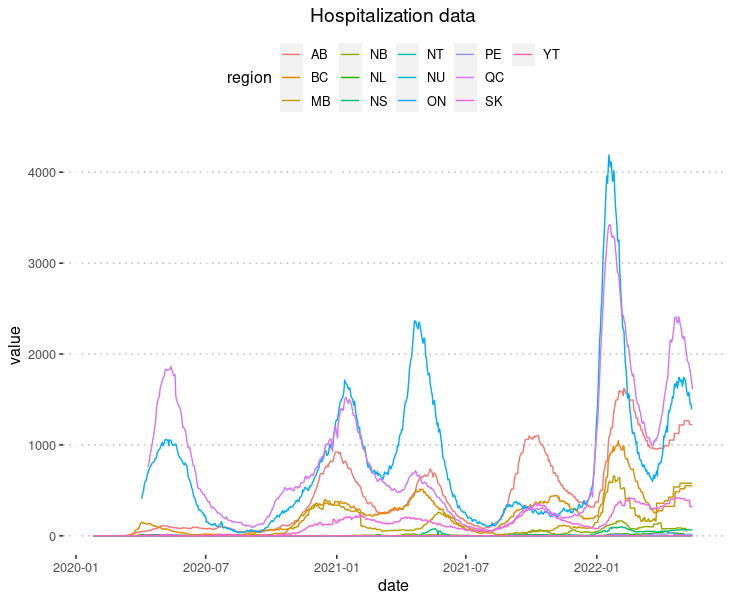 Hospitalization data
region
AB NB NT PE YT
BC NL NU QC
MB NS ON SK
value
4000
3000
2000
1000
0
2020-01 2020-07 2021-01 2021-07 2022-01
date